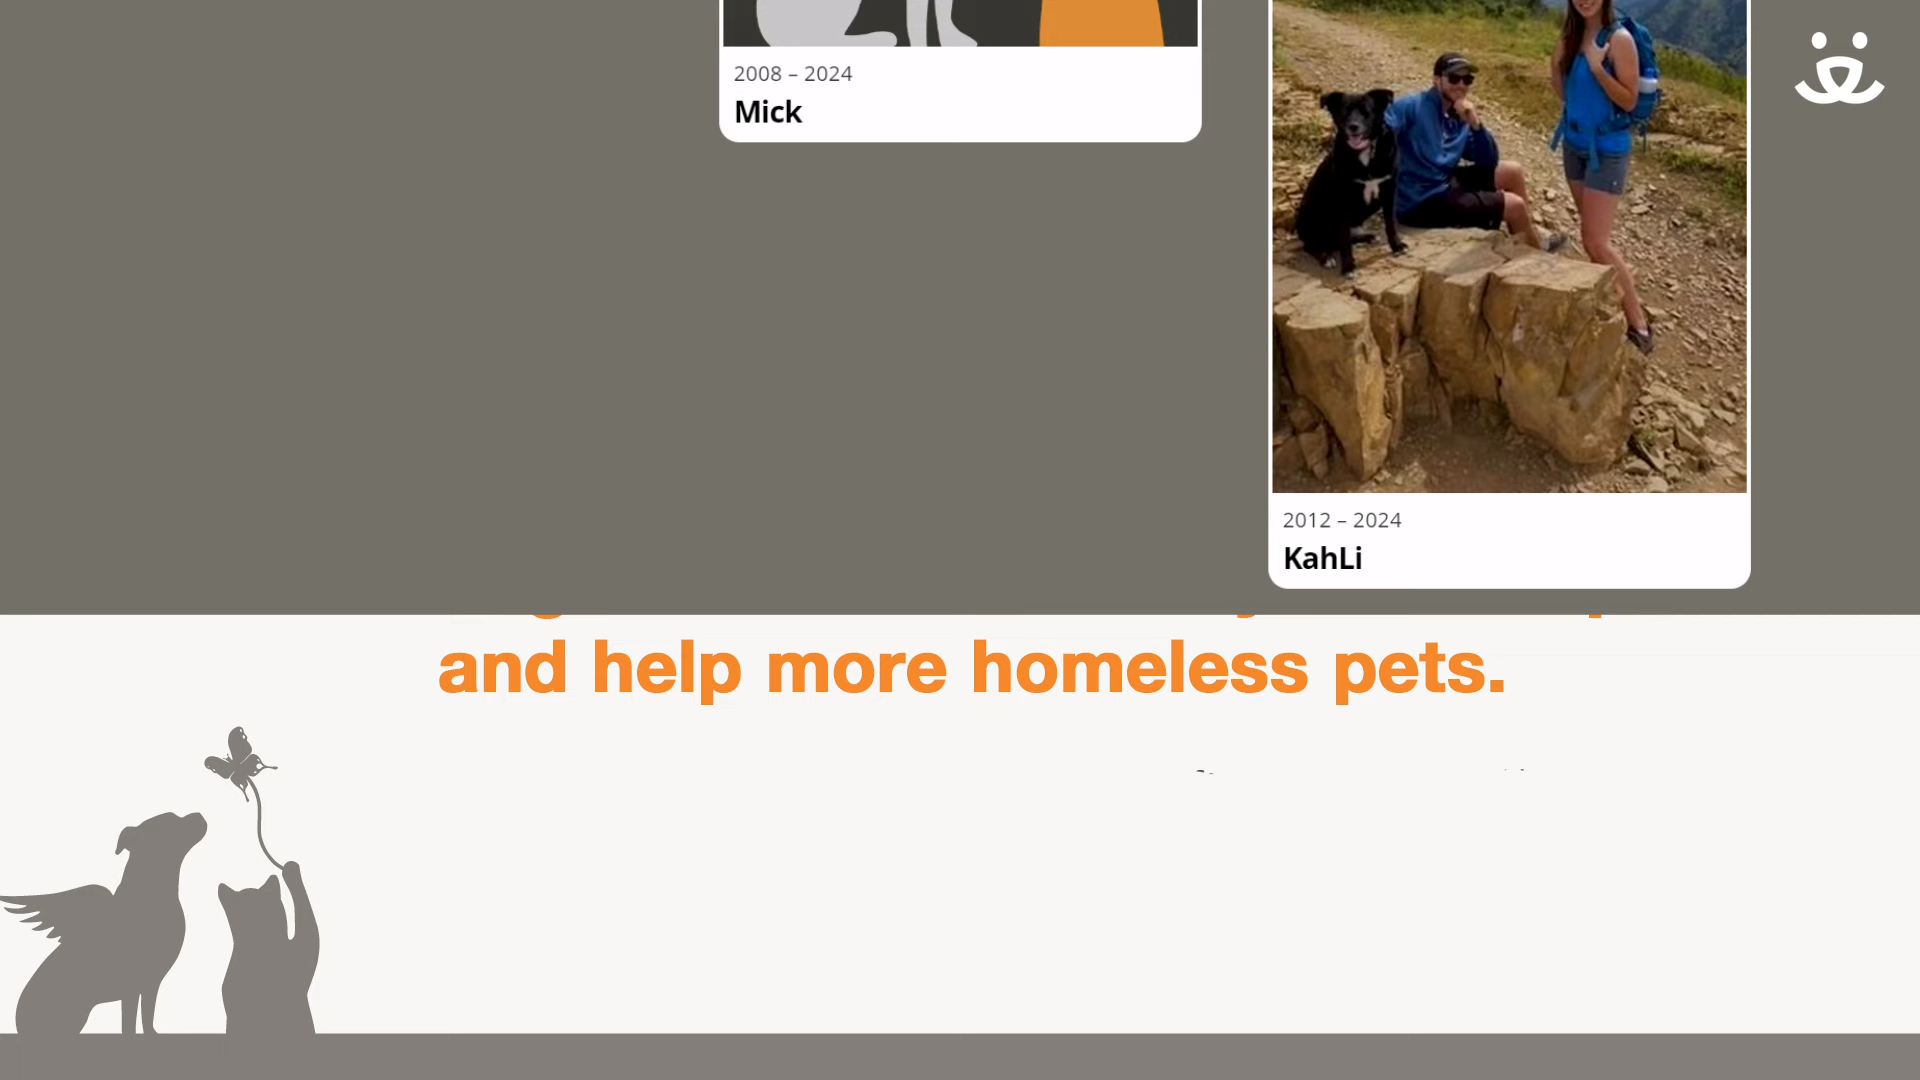 2008 – 2024
Mick
2012 – 2024
KahLi
and help more homeless pets.